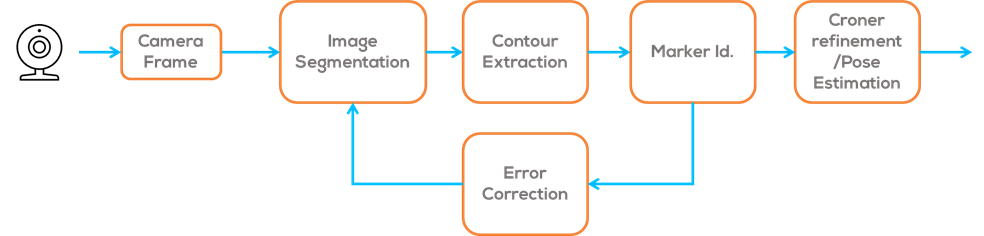 Camera
Frame
Image
Segmentation
Contour
Extraction
Marker Id.
Croner
refinement
/Pose
Estimation
Error
Correction